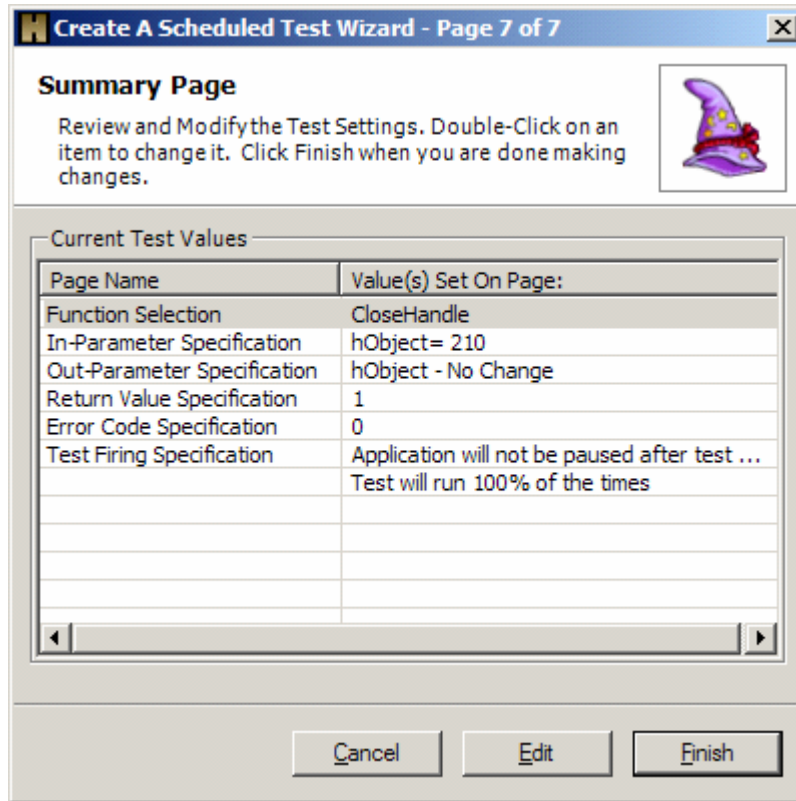 Create A Scheduled Test Wizard - Page 7 of 7
Summary Page
Review and Modify the Test Settings. Double-Click on an
item to change it. Click Finish when you are done making
changes.
Current Test Values
Page Name Value(s) Set On Page:
Function Selection CloseHandle
In-Parameter Specification hObject= 210
Out-Parameter Specification hObject - No Change
Return Value Specification 1
Error Code Specification 0
Test Firing Specification Application will not be paused after test ...
Test will run 100% of the times
Cancel Edit Finish